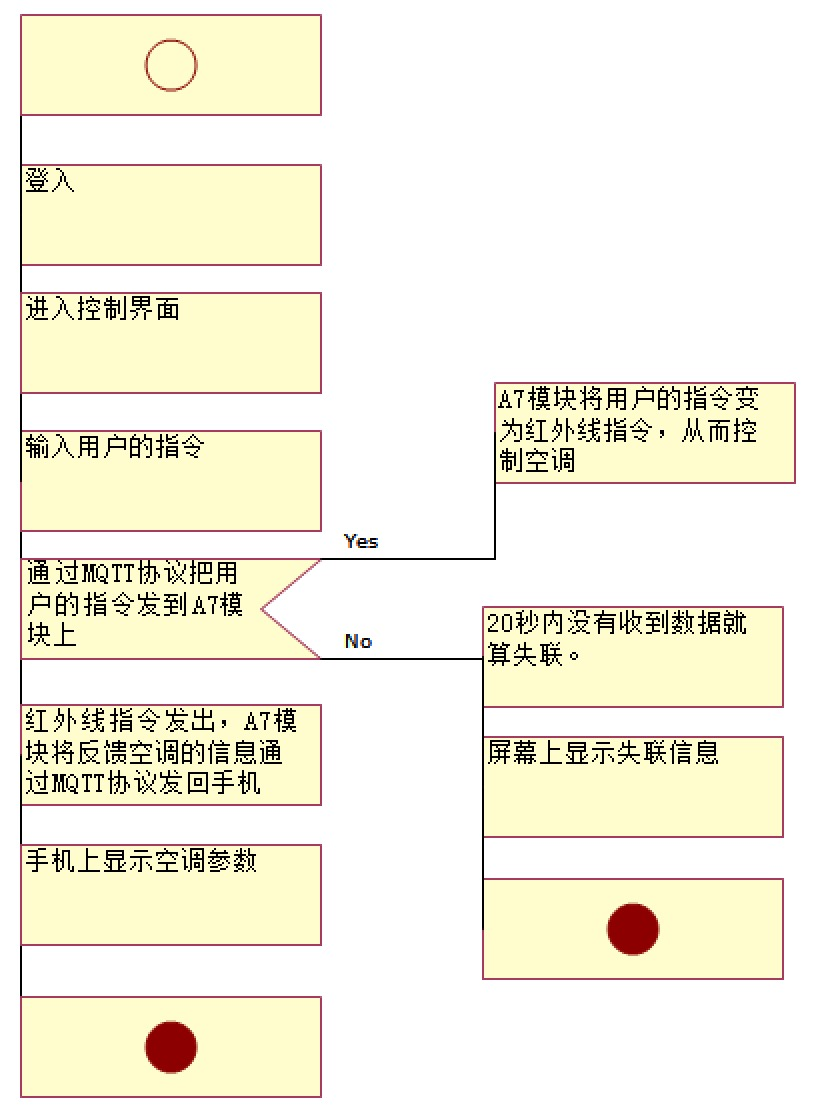 登入
进入控制界面
输入用户的指令
A7模块将用户的指令变
为红外线指令，从而控
制空调
Yes
通过MQTT协议把用
户的指令发到A7模
块上
No
20秒内没有收到数据就
算失联。
红外线指令发出，A7模
块将反馈空调的信息通
过MQTT协议发回手机
屏幕上显示失联信息
手机上显示空调参数